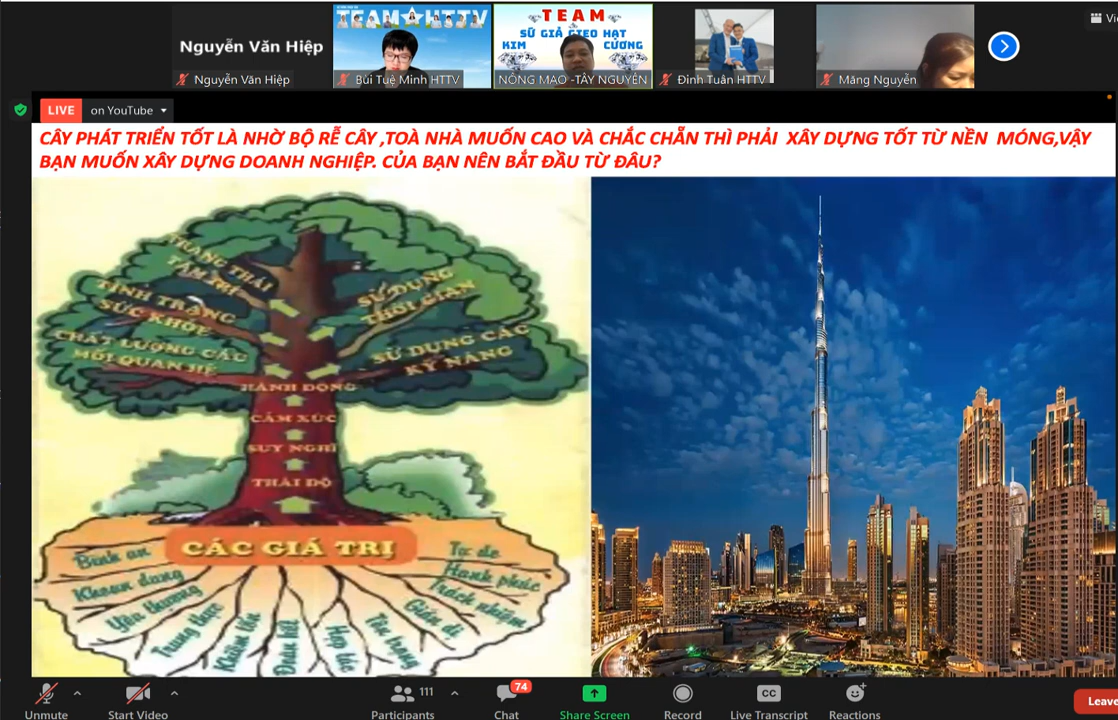 Nguyễn Văn Hiệp
Nguyễn Văn Hiệp
TEAM★HTTV
Bùi Tuệ Minh HTTV
TEAM
SỨ GIẢ GIEO HẠT
KIM CƯƠNG
NÔNG MAO -TÂY NGUYÊN
Đinh Tuân HTTV
Măng Nguyễn
LIVE on YouTube
CÂY PHÁT TRIỂN TỐT LÀ NHỜ BỘ RỄ CÂY ,TOÀ NHÀ MUỐN CAO VÀ CHẮC CHẮN THÌ PHẢI XÂY DỰNG TỐT TỪ NỀN MÓNG,VẬY
BẠN MUỐN XÂY DỰNG DOANH NGHIỆP. CỦA BẠN NÊN BẮT ĐẦU TỪ ĐÂU?
TRẠNG THÁI
TÂM TRÍ
TÌNH TRẠNG
SỨC KHỎE
CHẤT LƯỢNG CÁC
MỐI QUAN HỆ
SỬ DỤNG
THỜI GIAN
SỬ DỤNG CÁC
KỸ NĂNG
HÀNH ĐỘNG
CẢM XÚC
SUY NGHĨ
THÁI ĐỘ
CÁC GIÁ TRỊ
Bình an
Khoan dung
Yêu thương
Trung thực
Khiêm tốn
Đoàn kết
Hợp tác
Tôn trọng
Giản dị
Trách nhiệm
Hạnh phúc
Tự do
Unmute
Start Video
111
Participants
74
Chat
Share Screen
Record
CC
Live Transcript
Reactions
Leave